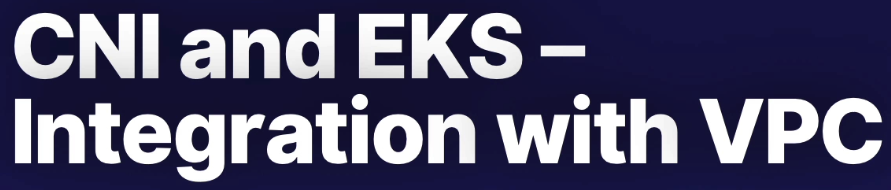 CNI and EKS –
Integration with VPC